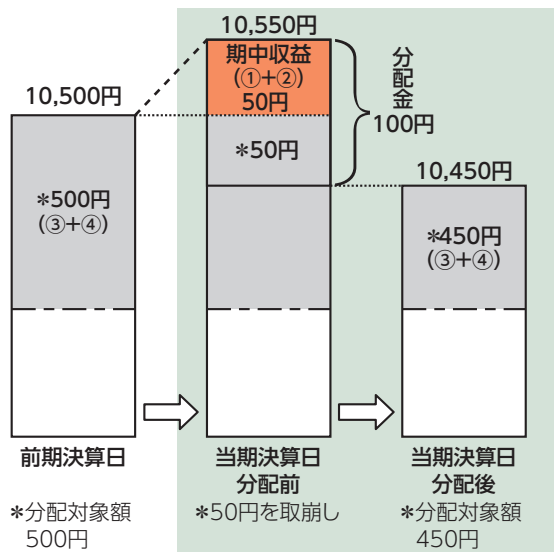 10,550円
期中収益
(①+②)
50円
分配金
100円
10,500円
*50円
10,450円
*500円
(③+④)
*450円
(③+④)
前期決算日
当期決算日
分配前
当期決算日
分配後
*分配対象額
500円
*50円を取崩し
*分配対象額
450円